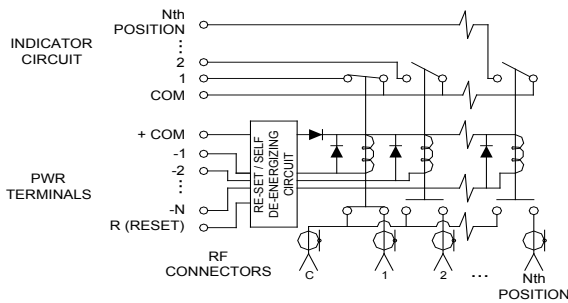 Nth
POSITION
INDICATOR
CIRCUIT
2
1
COM
+ COM
-1
-2
PWR
TERMINALS
-N
R (RESET)
RE-SET / SELF
DE-ENERGIZING
CIRCUIT
RF
CONNECTORS
C
1
2
...
Nth
POSITION